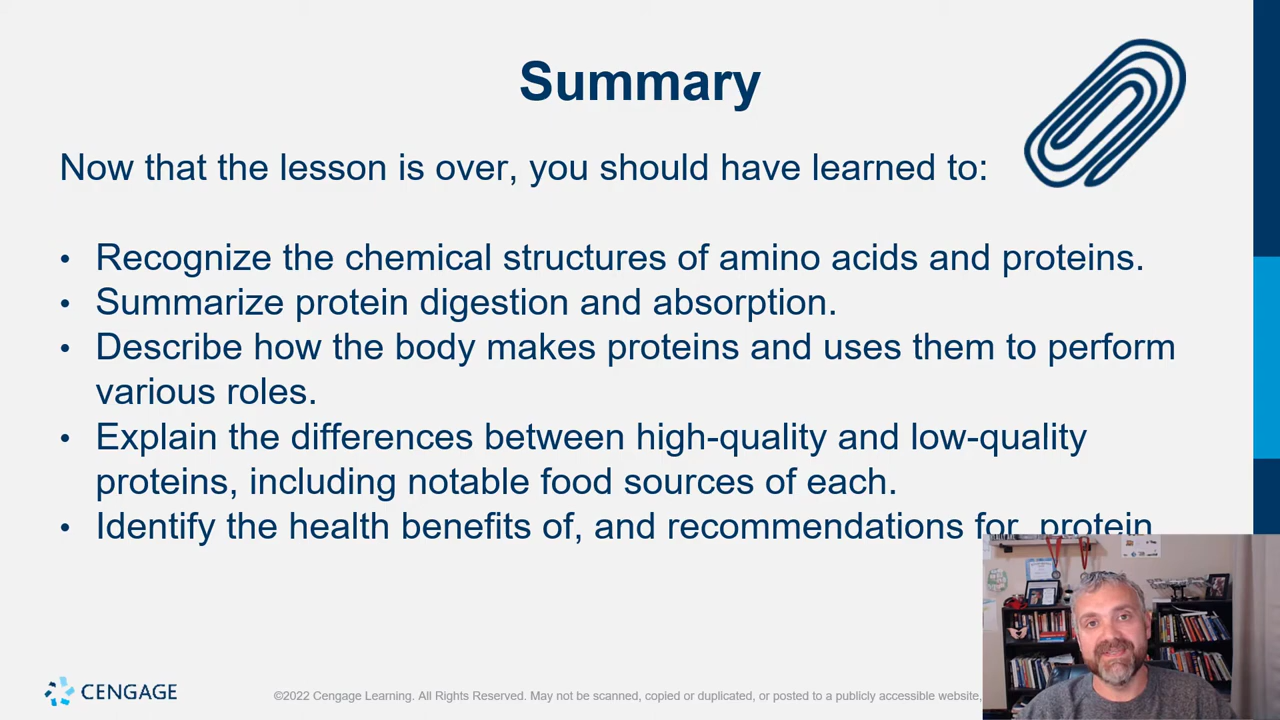 Summary
Now that the lesson is over, you should have learned to:
• Recognize the chemical structures of amino acids and proteins.
• Summarize protein digestion and absorption.
• Describe how the body makes proteins and uses them to perform
various roles.
• Explain the differences between high-quality and low-quality
proteins, including notable food sources of each.
• Identify the health benefits of, and recommendations for, protein
CENGAGE
©2022 Cengage Learning. All Rights Reserved. May not be scanned, copied or duplicated, or posted to a publicly accessible website,